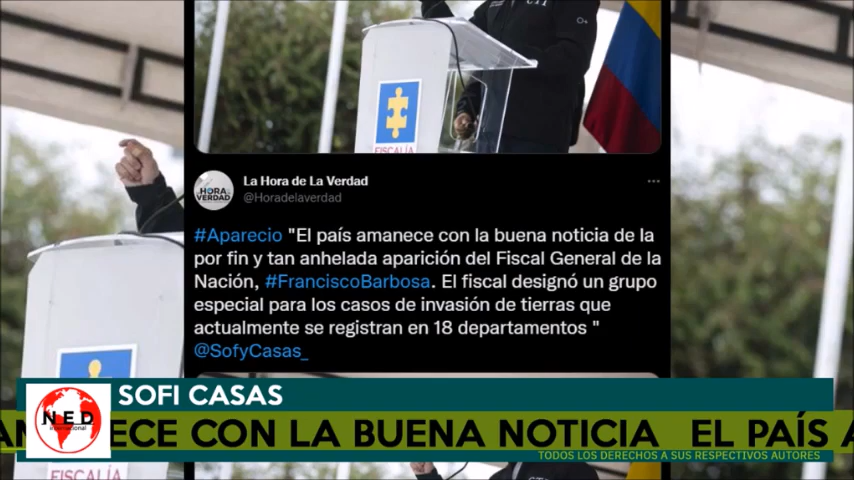 CTI
FISCALÍA
La Hora de La Verdad
@Horadelaverdad
HORA
VERDAD
#Aparecio "El país amanece con la buena noticia de la
por fin y tan anhelada aparición del Fiscal General de la
Nación, #FranciscoBarbosa. El fiscal designó un grupo
especial para los casos de invasión de tierras que
actualmente se registran en 18 departamentos "
@SofyCasas_
SOFI CASAS
NED
international
ECE CON LA BUENA NOTICIA EL PAÍS A
TODOS LOS DERECHOS A SUS RESPECTIVOS AUTORES
FISCALÍA